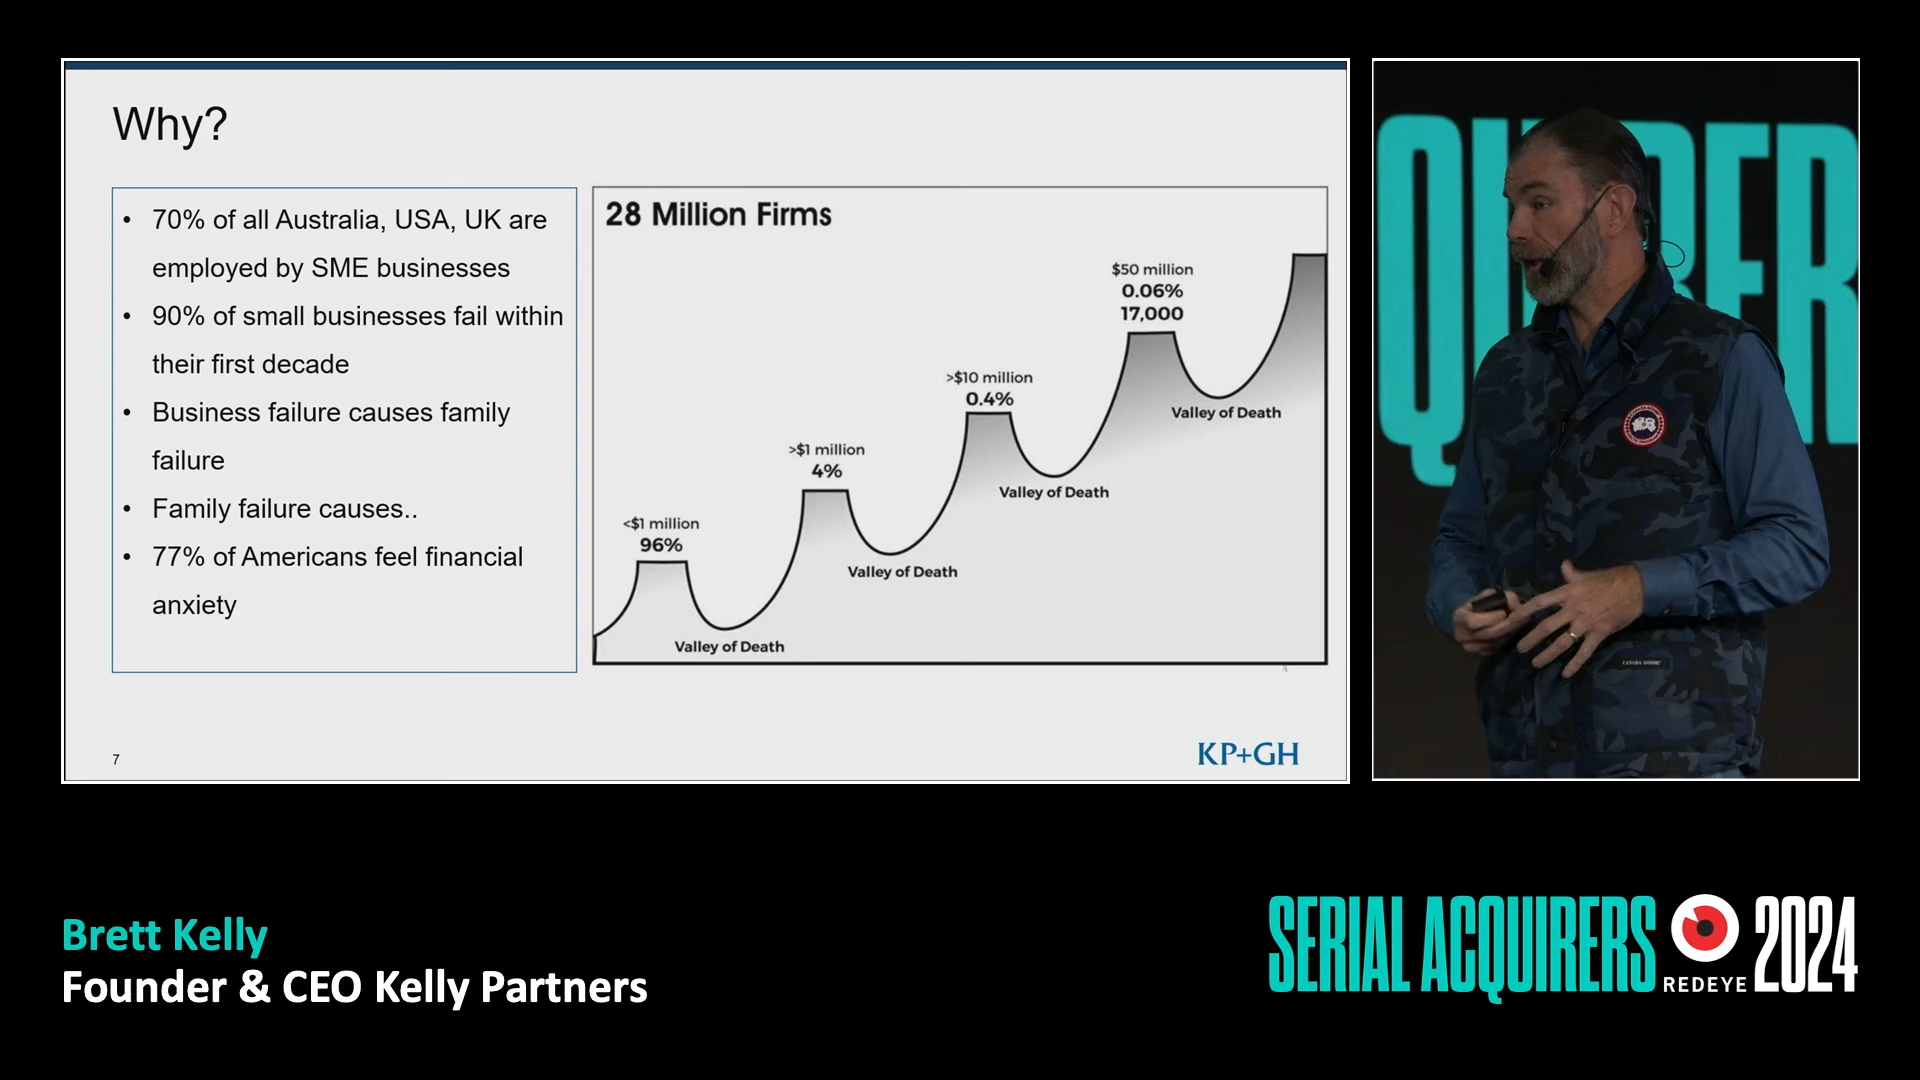 Why?
• 70% of all Australia, USA, UK are
employed by SME businesses
• 90% of small businesses fail within
their first decade
• Business failure causes family
failure
• Family failure causes..
• 77% of Americans feel financial
anxiety
28 Million Firms
<$1 million
96%
Valley of Death
>$1 million
4%
Valley of Death
>$10 million
0.4%
Valley of Death
$50 million
0.06%
17,000
Valley of Death
7
KP+GH
CANADA GOOSE
Brett Kelly
Founder & CEO Kelly Partners
SERIAL ACQUIRERS
REDEYE
2024